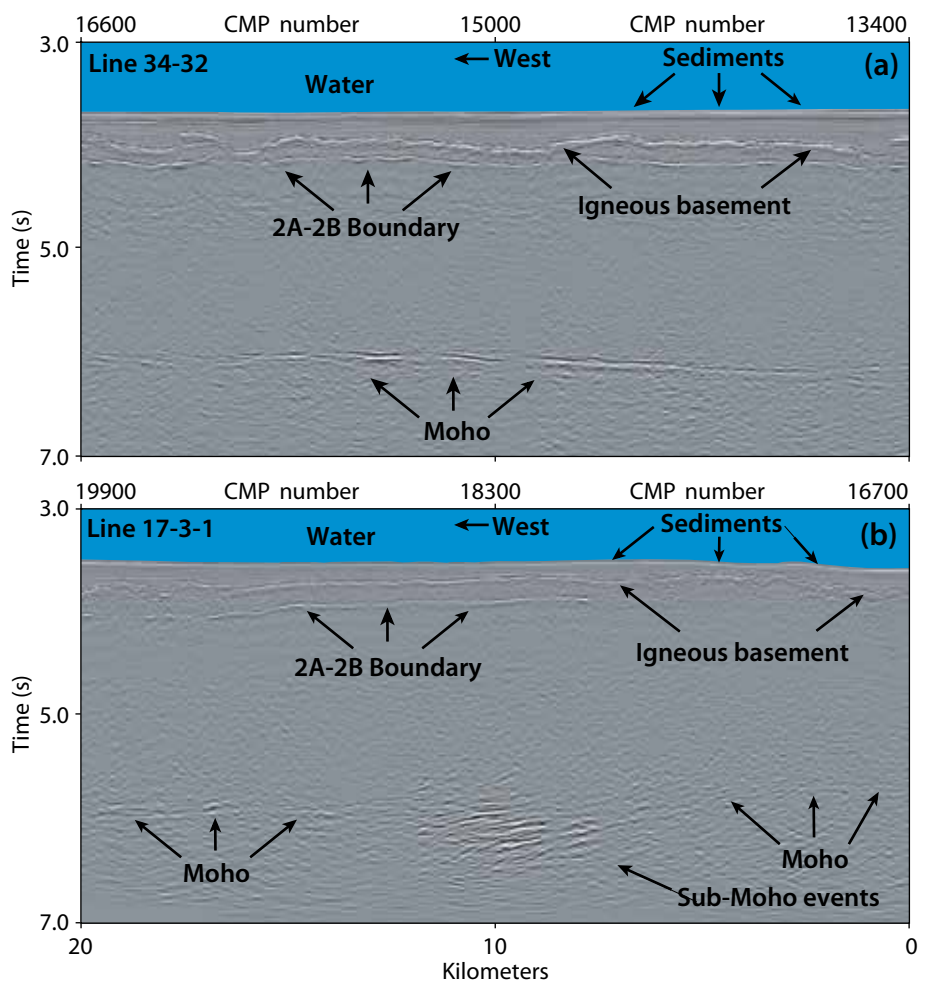 16600 CMP number 15000 CMP number 13400
3.0
Line 34-32 West Sediments (a)
Water
Igneous basement
2A-2B Boundary
5.0
Time (s)
Moho
7.0
19900 CMP number 18300 CMP number 16700
3.0
Line 17-3-1 Water West Sediments (b)
2A-2B Boundary Igneous basement
5.0
Time (s)
Moho Moho
Sub-Moho events
7.0
20 10 0
Kilometers